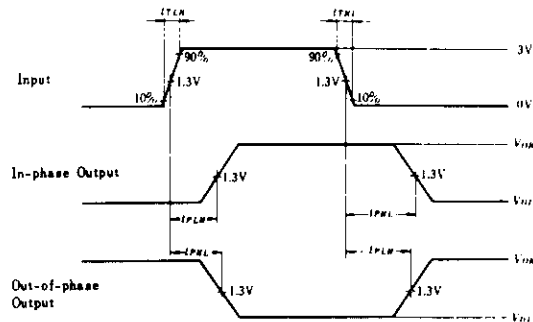 tTLH tTHL
90% 90% 3V
Input 1.3V 1.3V
10% 10% 0V
VOH
In-phase Output 1.3V 1.3V
tPLH tPHL VOL
tPHL tPLH VOH
Out-of-phase 1.3V 1.3V
Output
VOL